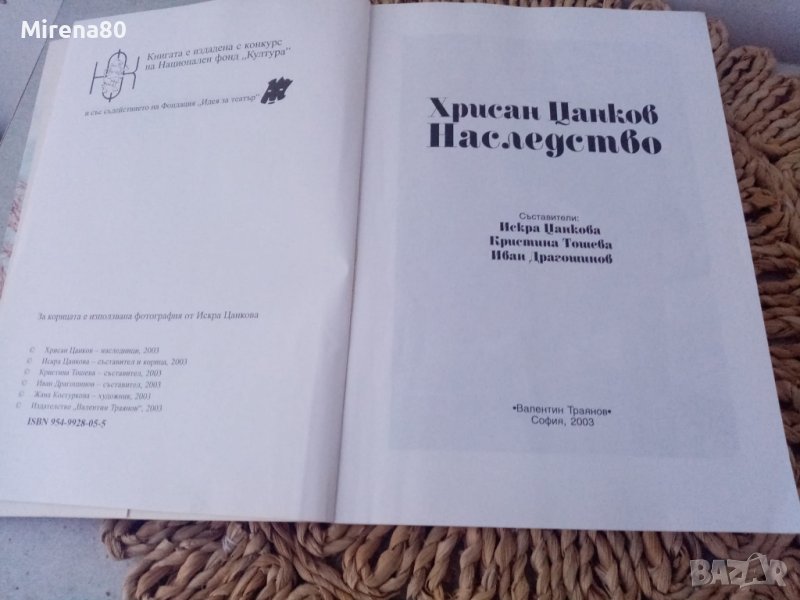 Mirena80
Книгата е издадена с конкурс
на Национален фонд „Култура“
и със съдействието на Фондация „Идея за театър“
За корицата е използвана фотография от Искра Цанкова
© Хрисан Цанков – наследници, 2003
© Искра Цанкова – съставител и корица, 2003
© Кристина Тошева – съставител, 2003
© Иван Драгошинов – съставител, 2003
© Жана Костуркова – художник, 2003
© Издателство „Валентин Траянов“, 2003
ISBN 954-9928-05-5
Хрисан Цанков
Наследство
Съставители:
Искра Цанкова
Кристина Тошева
Иван Драгошинов
•Валентин Траянов•
София, 2003
BAZAR